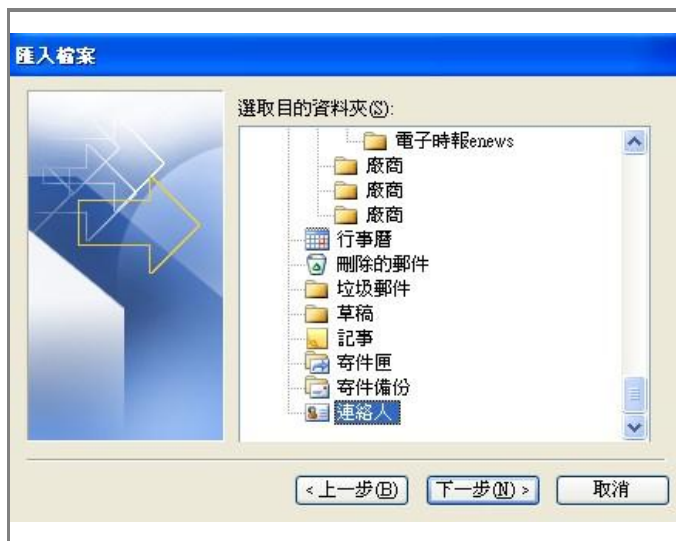 匯入檔案
選取目的資料夾(S):
電子時報enews
廠商
廠商
廠商
行事曆
刪除的郵件
垃圾郵件
草稿
記事
寄件匣
寄件備份
連絡人
<上一步(B)
下一步(N)>
取消